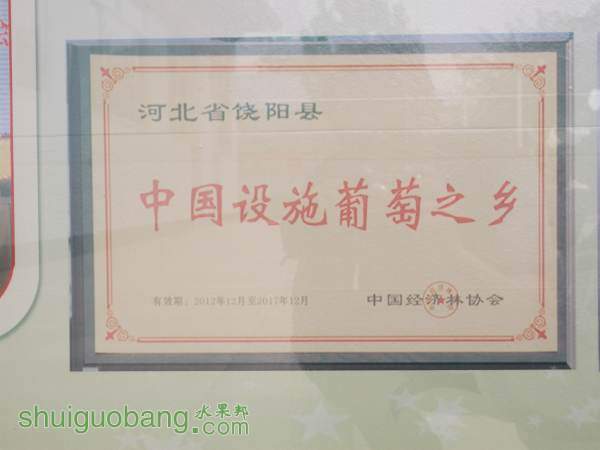 河北省饶阳县
中国设施葡萄之乡
有效期：2012年12月至2017年12月
中国经济林协会
shuiguobang.水果邦
com